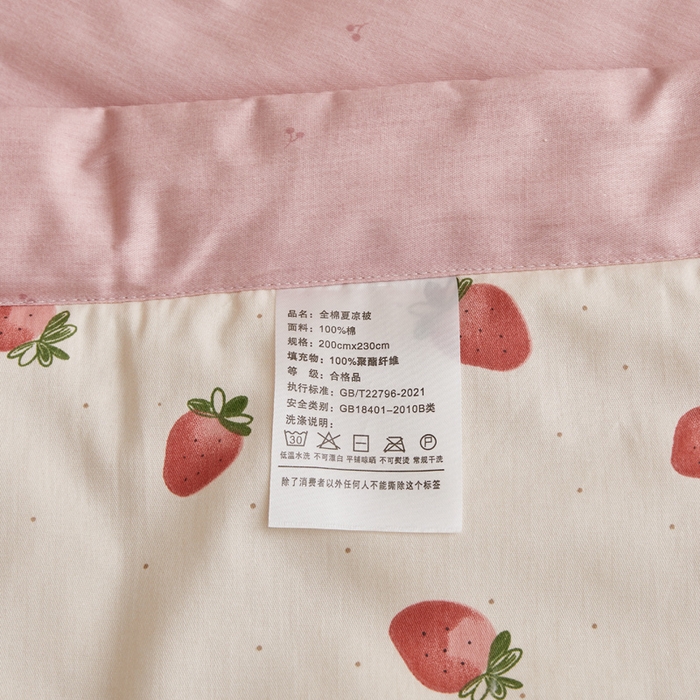 品名：全棉夏凉被
面料：100%棉
规格：200cmx230cm
填充物：100%聚酯纤维
等 级：合格品
执行标准：GB/T22796-2021
安全类别：GB18401-2010B类
洗涤说明：
30 P
低温水洗 不可漂白 平铺晾晒 不可熨烫 常规干洗
除了消费者以外任何人不能撕除这个标签